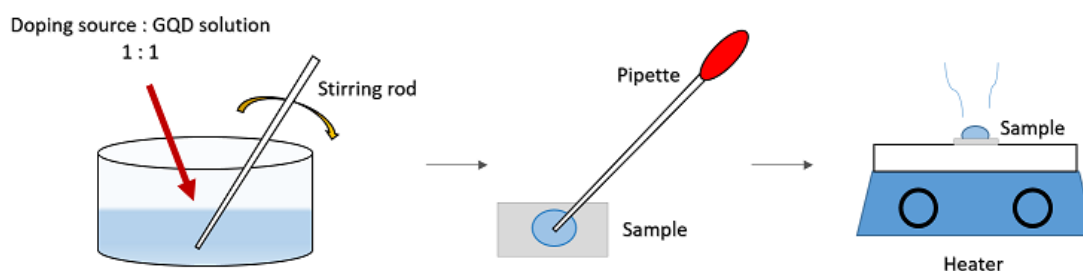 Doping source : GQD solution
1 : 1
Stirring rod
Pipette
Sample
Sample
Heater